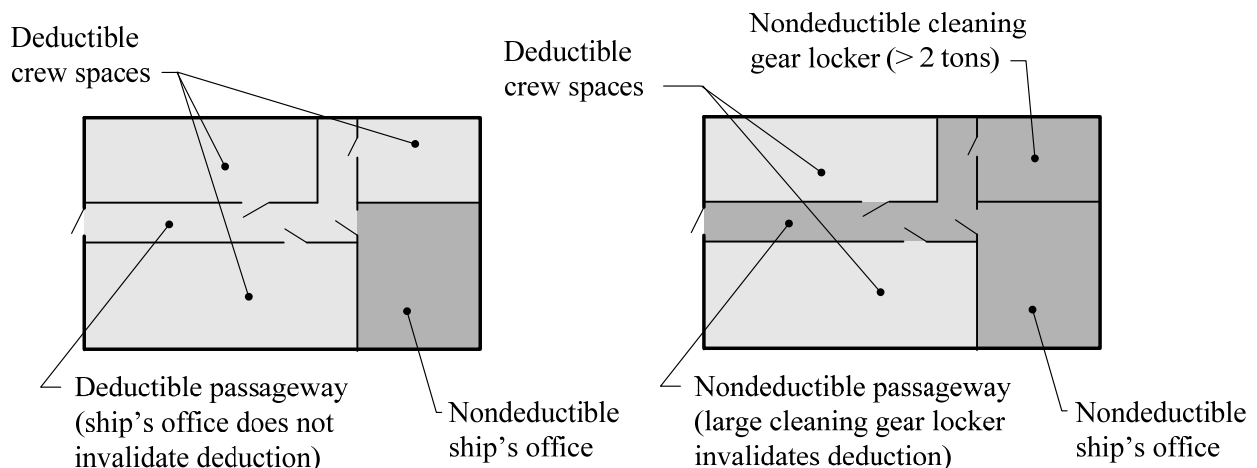 Deductible
crew spaces
Deductible passageway
(ship's office does not
invalidate deduction)
Nondeductible
ship's office
Deductible
crew spaces
Nondeductible cleaning
gear locker (> 2 tons)
Nondeductible passageway
(large cleaning gear locker
invalidates deduction)
Nondeductible
ship's office